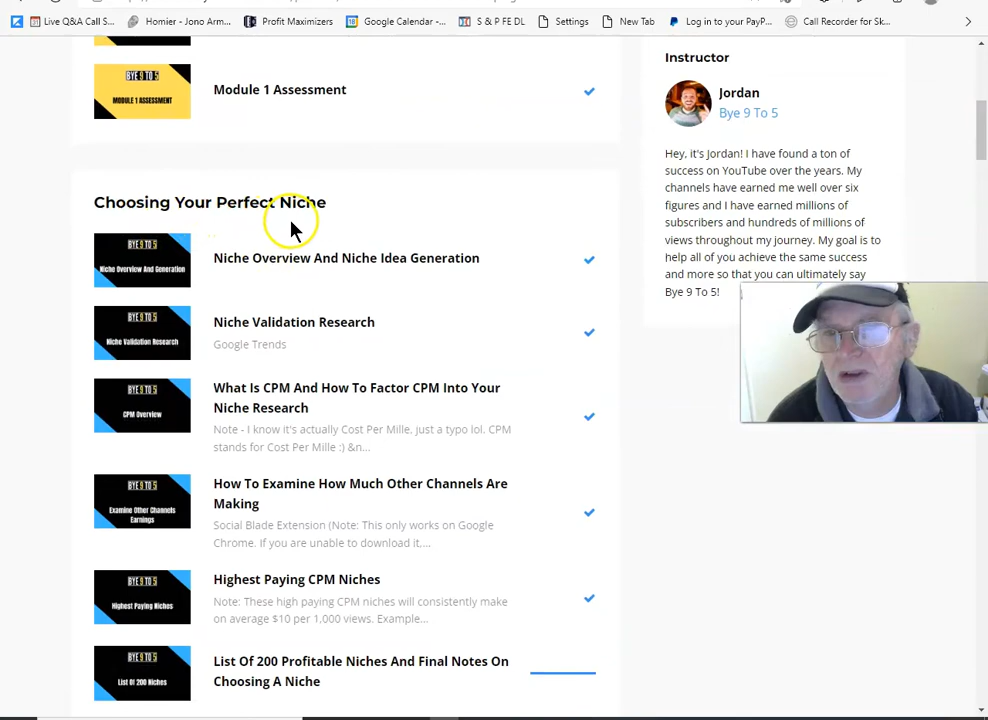 Live Q&A Call S...
Homier - Jono Arm...
Profit Maximizers
Google Calendar -...
S & P FE DL
Settings
New Tab
Log in to your PayP...
Call Recorder for Sk...
BYE 9 TO 5
MODULE 1 ASSESSMENT
Module 1 Assessment
Choosing Your Perfect Niche
BYE 9 TO 5
Niche Overview And Niche Idea Generation
Niche Overview And Generation
BYE 9 TO 5
Niche Validation Research
Niche Validation Research
Google Trends
BYE 9 TO 5
CPM Overview
What Is CPM And How To Factor CPM Into Your
Niche Research
Note - I know it's actually Cost Per Mille. just a typo lol. CPM
stands for Cost Per Mille :) &n...
BYE 9 TO 5
Examine Other Channels
Earnings
How To Examine How Much Other Channels Are
Making
Social Blade Extension (Note: This only works on Google
Chrome. If you are unable to download it,...
BYE 9 TO 5
Highest Paying Niches
Highest Paying CPM Niches
Note: These high paying CPM niches will consistently make
on average $10 per 1,000 views. Example...
BYE 9 TO 5
List Of 200 Niches
List Of 200 Profitable Niches And Final Notes On
Choosing A Niche
Instructor
Jordan
Bye 9 To 5
Hey, it's Jordan! I have found a ton of
success on YouTube over the years. My
channels have earned me well over six
figures and I have earned millions of
subscribers and hundreds of millions of
views throughout my journey. My goal is to
help all of you achieve the same success
and more so that you can ultimately say
Bye 9 To 5!